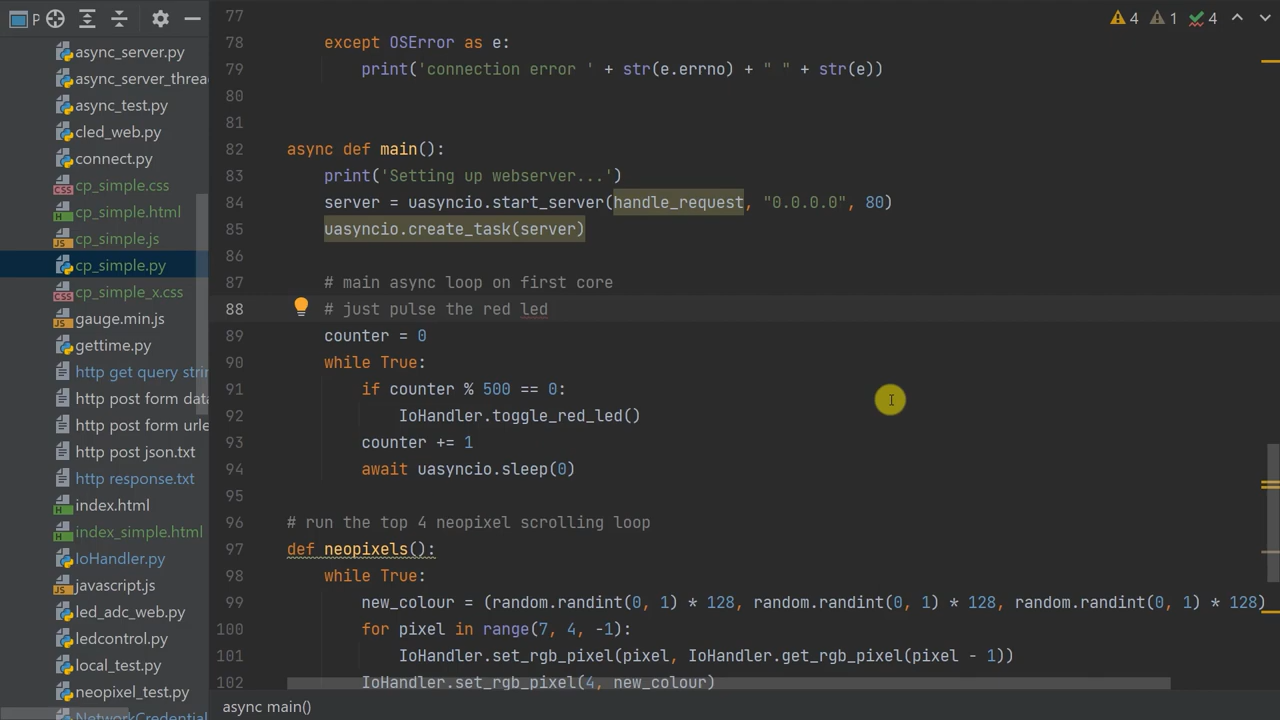 P
4 1 4
async_server.py
async_server_threa
async_test.py
cled_web.py
connect.py
cp_simple.css
cp_simple.html
cp_simple.js
cp_simple.py
cp_simple_x.css
gauge.min.js
gettime.py
http get query stri
http post form data
http post form urle
http post json.txt
http response.txt
index.html
index_simple.html
IoHandler.py
javascript.js
led_adc_web.py
ledcontrol.py
local_test.py
neopixel_test.py
NetworkCredential
77
78 except OSError as e:
79 print('connection error ' + str(e.errno) + " " + str(e))
80
81
82 async def main():
83 print('Setting up webserver...')
84 server = uasyncio.start_server(handle_request, "0.0.0.0", 80)
85 uasyncio.create_task(server)
86
87 # main async loop on first core
88 # just pulse the red led
89 counter = 0
90 while True:
91 if counter % 500 == 0:
92 IoHandler.toggle_red_led()
93 counter += 1
94 await uasyncio.sleep(0)
95
96 # run the top 4 neopixel scrolling loop
97 def neopixels():
98 while True:
99 new_colour = (random.randint(0, 1) * 128, random.randint(0, 1) * 128, random.randint(0, 1) * 128)
100 for pixel in range(7, 4, -1):
101 IoHandler.set_rgb_pixel(pixel, IoHandler.get_rgb_pixel(pixel - 1))
102 IoHandler.set_rgb_pixel(4, new_colour)
async main()